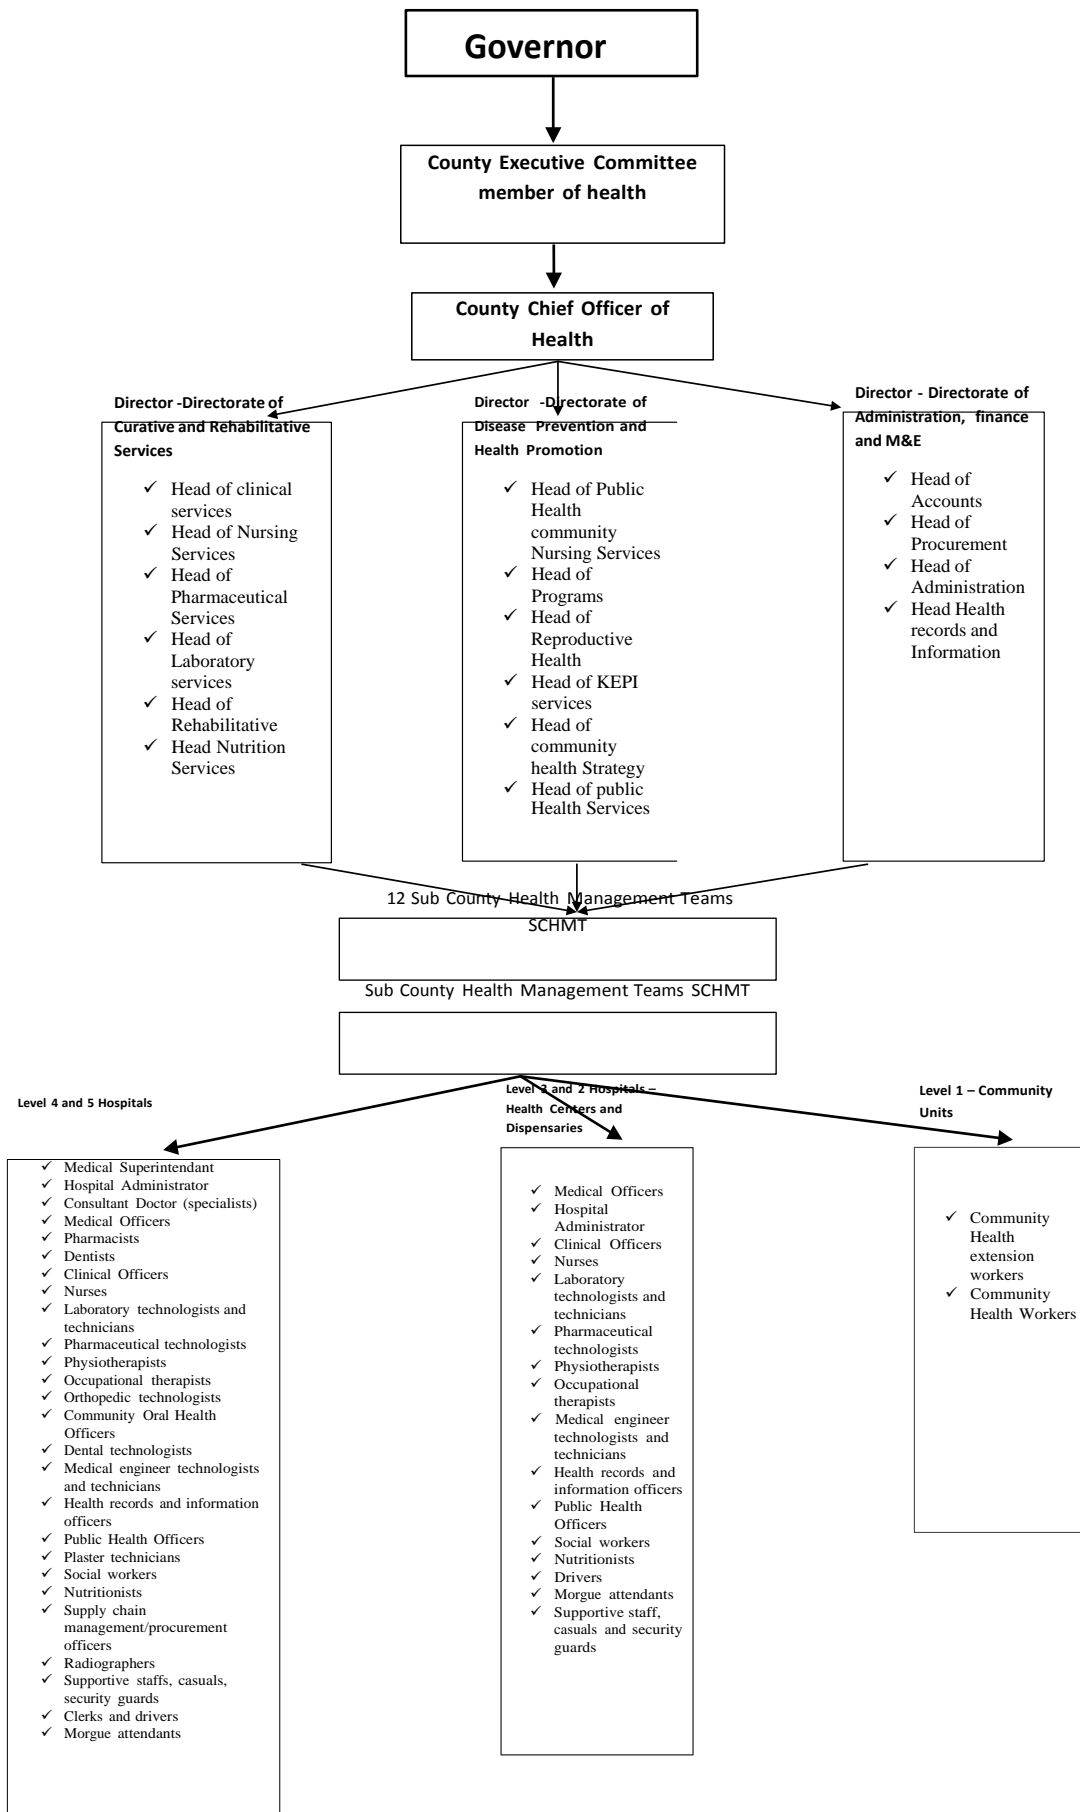 Governor
County Executive Committee
member of health
County Chief Officer of
Health
Director -Directorate of
Curative and Rehabilitative
Services
✓ Head of clinical
services
✓ Head of Nursing
Services
✓ Head of
Pharmaceutical
Services
✓ Head of
Laboratory
services
✓ Head of
Rehabilitative
✓ Head Nutrition
Services
Director -Directorate of
Disease Prevention and
Health Promotion
✓ Head of Public
Health
community
Nursing Services
✓ Head of
Programs
✓ Head of
Reproductive
Health
✓ Head of KEPI
services
✓ Head of
community
health Strategy
✓ Head of public
Health Services
Director - Directorate of
Administration, finance
and M&E
✓ Head of
Accounts
✓ Head of
Procurement
✓ Head of
Administration
✓ Head Health
records and
Information
12 Sub County Health Management Teams
SCHMT
Sub County Health Management Teams SCHMT
Level 4 and 5 Hospitals
✓ Medical Superintendant
✓ Hospital Administrator
✓ Consultant Doctor (specialists)
✓ Medical Officers
✓ Pharmacists
✓ Dentists
✓ Clinical Officers
✓ Nurses
✓ Laboratory technologists and
technicians
✓ Pharmaceutical technologists
✓ Physiotherapists
✓ Occupational therapists
✓ Orthopedic technologists
✓ Community Oral Health
Officers
✓ Dental technologists
✓ Medical engineer technologists
and technicians
✓ Health records and information
officers
✓ Public Health Officers
✓ Plaster technicians
✓ Social workers
✓ Nutritionists
✓ Supply chain
management/procurement
officers
✓ Radiographers
✓ Supportive staffs, casuals,
security guards
✓ Clerks and drivers
✓ Morgue attendants
Level 3 and 2 Hospitals –
Health Centers and
Dispensaries
✓ Medical Officers
✓ Hospital
Administrator
✓ Clinical Officers
✓ Nurses
✓ Laboratory
technologists and
technicians
✓ Pharmaceutical
technologists
✓ Physiotherapists
✓ Occupational
therapists
✓ Medical engineer
technologists and
technicians
✓ Health records and
information officers
✓ Public Health
Officers
✓ Social workers
✓ Nutritionists
✓ Drivers
✓ Morgue attendants
✓ Supportive staff,
casuals and security
guards
Level 1 – Community
Units
✓ Community
Health
extension
workers
✓ Community
Health Workers